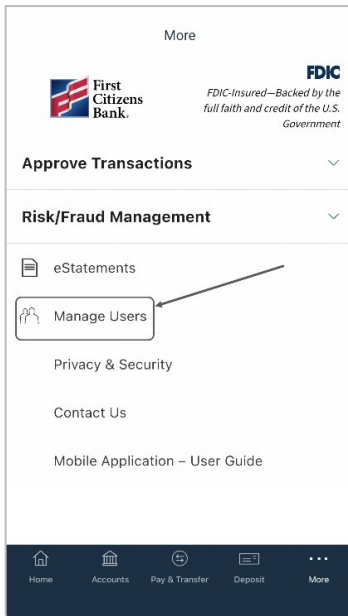 More
First
Citizens
Bank.
FDIC
FDIC-Insured—Backed by the
full faith and credit of the U.S.
Government
Approve Transactions
Risk/Fraud Management
eStatements
Manage Users
Privacy & Security
Contact Us
Mobile Application – User Guide
Home Accounts Pay & Transfer Deposit More